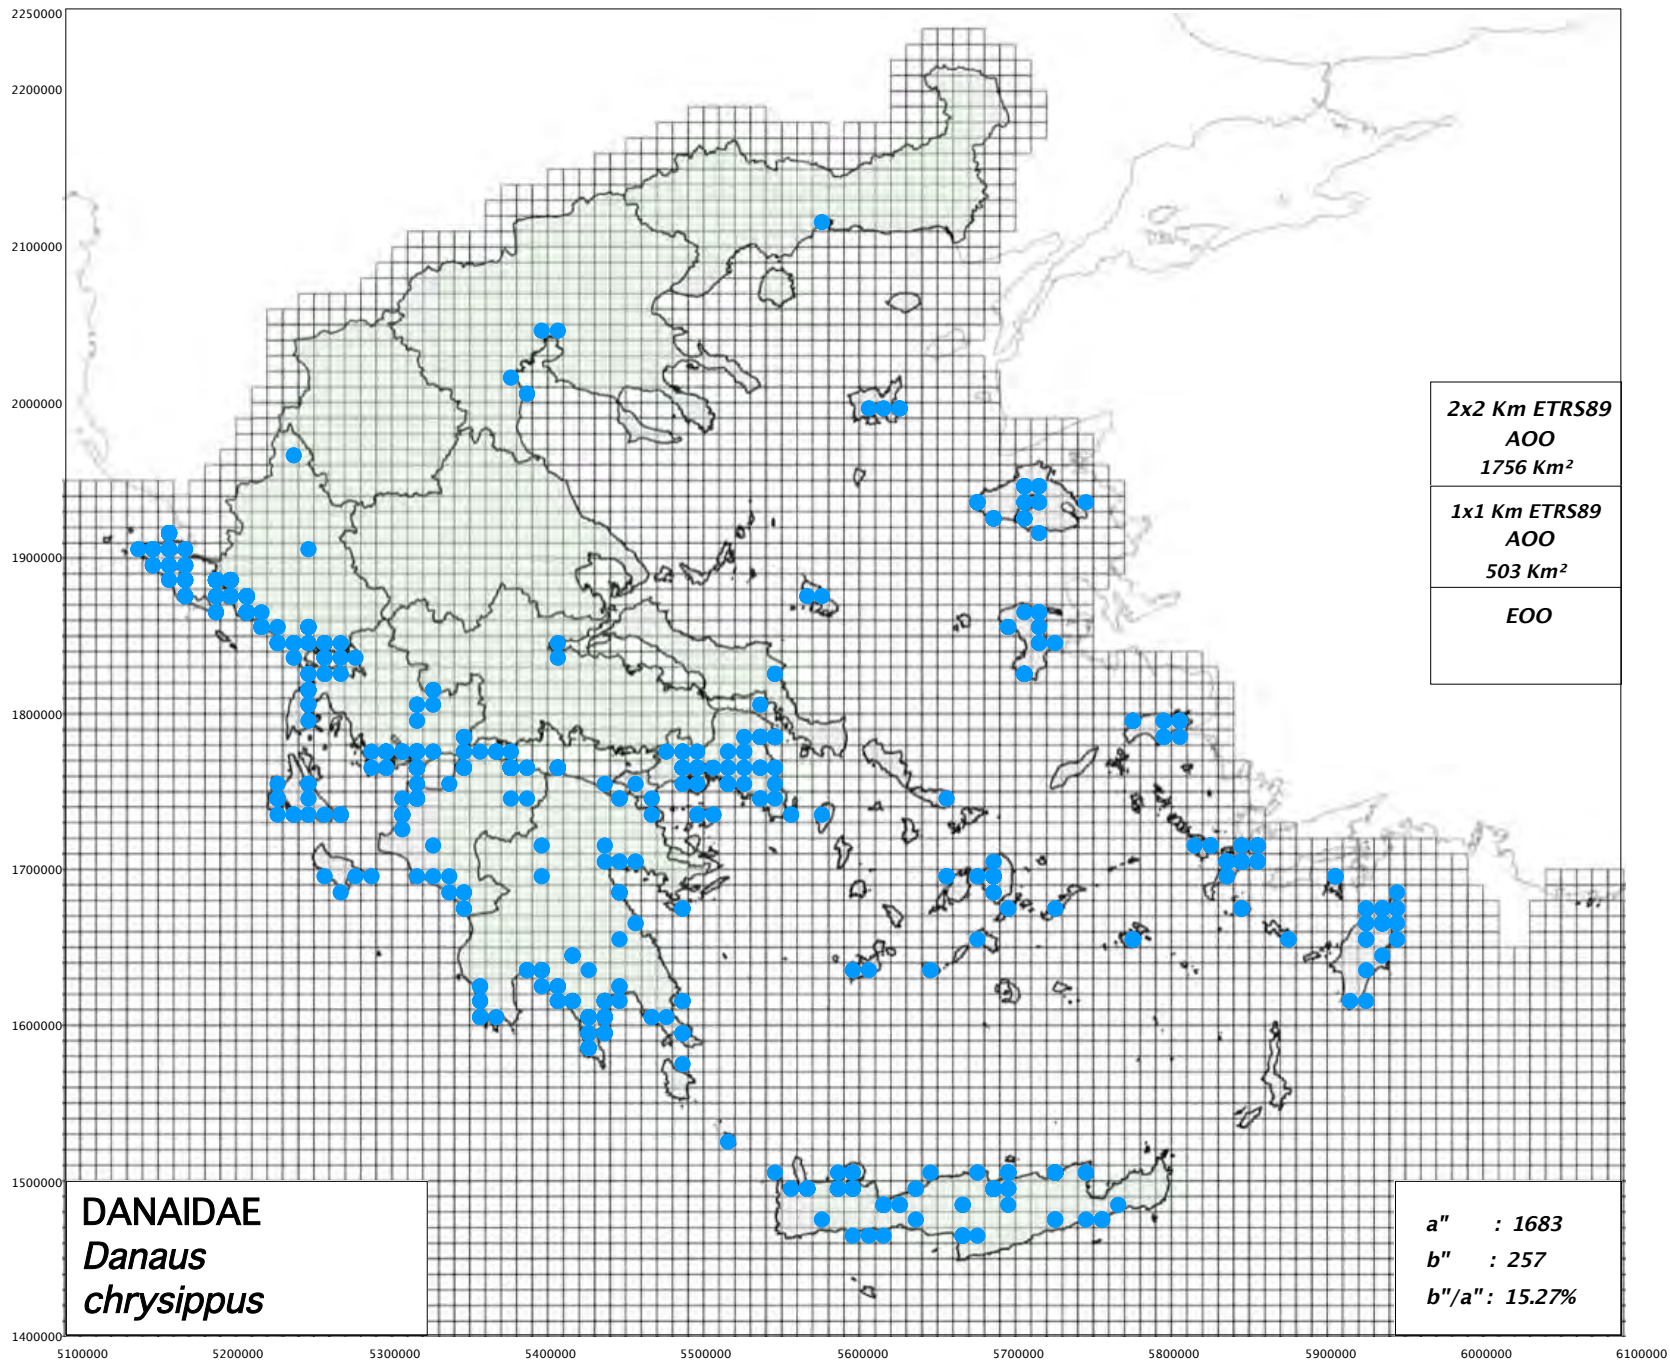 2250000
2200000
2100000
2000000
1900000
1800000
1700000
1600000
1500000
1400000
2x2 Km ETRS89
AOO
1756 Km²
1x1 Km ETRS89
AOO
503 Km²
EOO
DANAIDAE
Danaus
chrysippus
a" : 1683
b" : 257
b"/a" : 15.27%
5100000 5200000 5300000 5400000 5500000 5600000 5700000 5800000 5900000 6000000 6100000